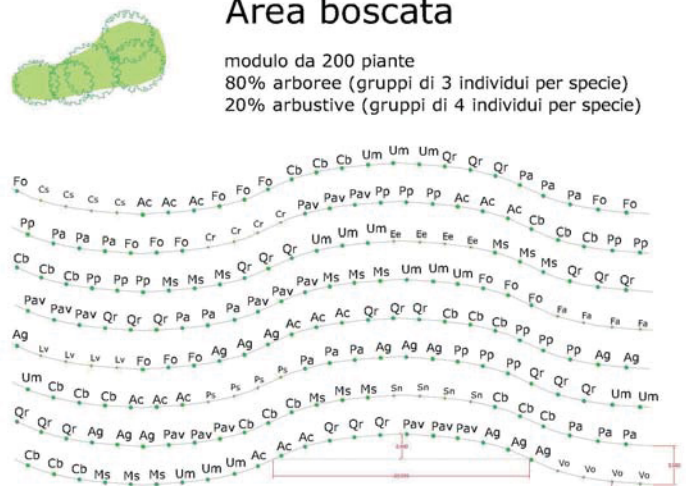 Area boscata
modulo da 200 piante
80% arboree (gruppi di 3 individui per specie)
20% arbustive (gruppi di 4 individui per specie)
Fo Cs Cs Cs Cs Ac Ac Ac Fo Fo Fo Cb Cb Cb Um Um Um Qr Qr Qr Pa Pa Pa Fo Fo
Pp Pa Pa Pa Fo Fo Fo Cr Cr Cr Cr Pav Pav Pav Pp Pp Pp Ac Ac Ac Cb Cb Cb Pp Pp
Cb Cb Cb Pp Pp Pp Ms Ms Ms Qr Qr Qr Um Um Um Ee Ee Ee Ee Ms Ms Ms Qr Qr Qr
Pav Pav Pav Qr Qr Qr Pa Pa Pa Pav Pav Pav Ms Ms Ms Um Um Um Fo Fo Fo Fa Fa Fa Fa
Ag Lv Lv Lv Lv Fo Fo Fo Ag Ag Ag Ac Ac Ac Qr Qr Qr Cb Cb Cb Pp Pp Pp Ag Ag
Um Cb Cb Cb Ac Ac Ac Ps Ps Ps Ps Pa Pa Pa Ag Ag Ag Pp Pp Pp Qr Qr Qr Um Um
Qr Qr Qr Ag Ag Ag Pav Pav Pav Cb Cb Cb Ms Ms Ms Sn Sn Sn Sn Cb Cb Cb Pa Pa Pa
Cb Cb Cb Ms Ms Ms Um Um Um Ac Ac Ac Qr Qr Qr Pav Pav Pav Ag Ag Ag Vo Vo Vo Vo